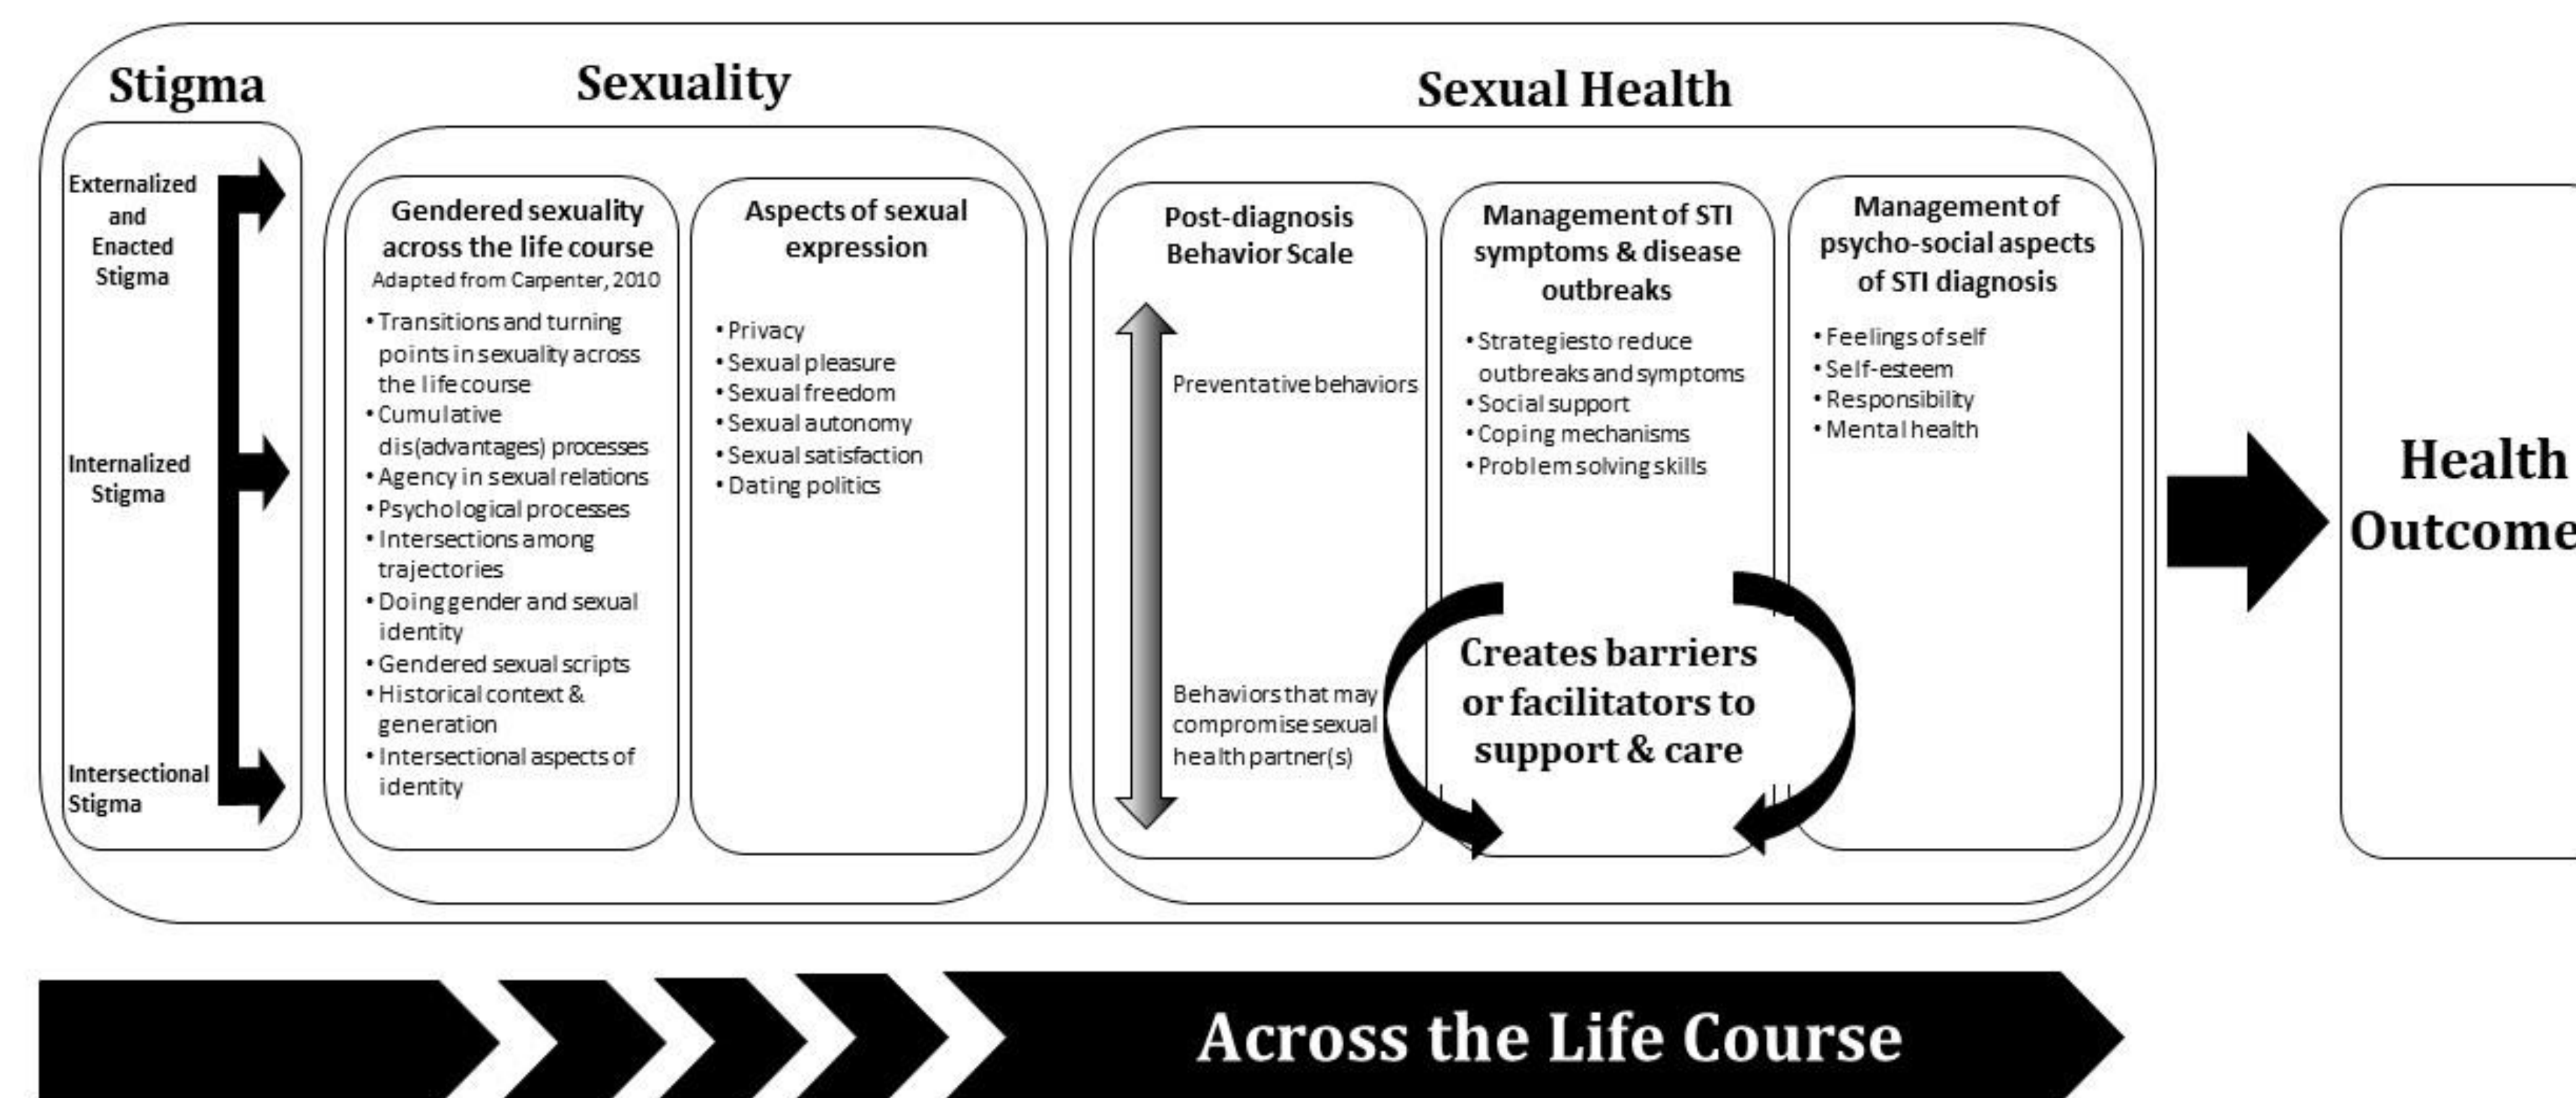 Stigma
Externalized
and
Enacted
Stigma
Internalized
Stigma
Intersectional
Stigma
Sexuality
Gendered sexuality
across the life course
Adapted from Carpenter, 2010
• Transitions and turning
points in sexuality across
the life course
• Cumulative
dis(advantages) processes
• Agency in sexual relations
• Psychological processes
• Intersections among
trajectories
• Doing gender and sexual
identity
• Gendered sexual scripts
• Historical context &
generation
• Intersectional aspects of
identity
Aspects of sexual
expression
• Privacy
• Sexual pleasure
• Sexual freedom
• Sexual autonomy
• Sexual satisfaction
• Dating politics
Sexual Health
Post-diagnosis
Behavior Scale
Preventative behaviors
Behaviors that may
compromise sexual
health partner(s)
Management of STI
symptoms & disease
outbreaks
• Strategiesto reduce
outbreaks and symptoms
• Social support
• Coping mechanisms
• Problem solving skills
Management of
psycho-social aspects
of STI diagnosis
• Feelings of self
• Self-esteem
• Responsibility
• Mental health
Creates barriers
or facilitators to
support & care
Health
Outcome
Across the Life Course